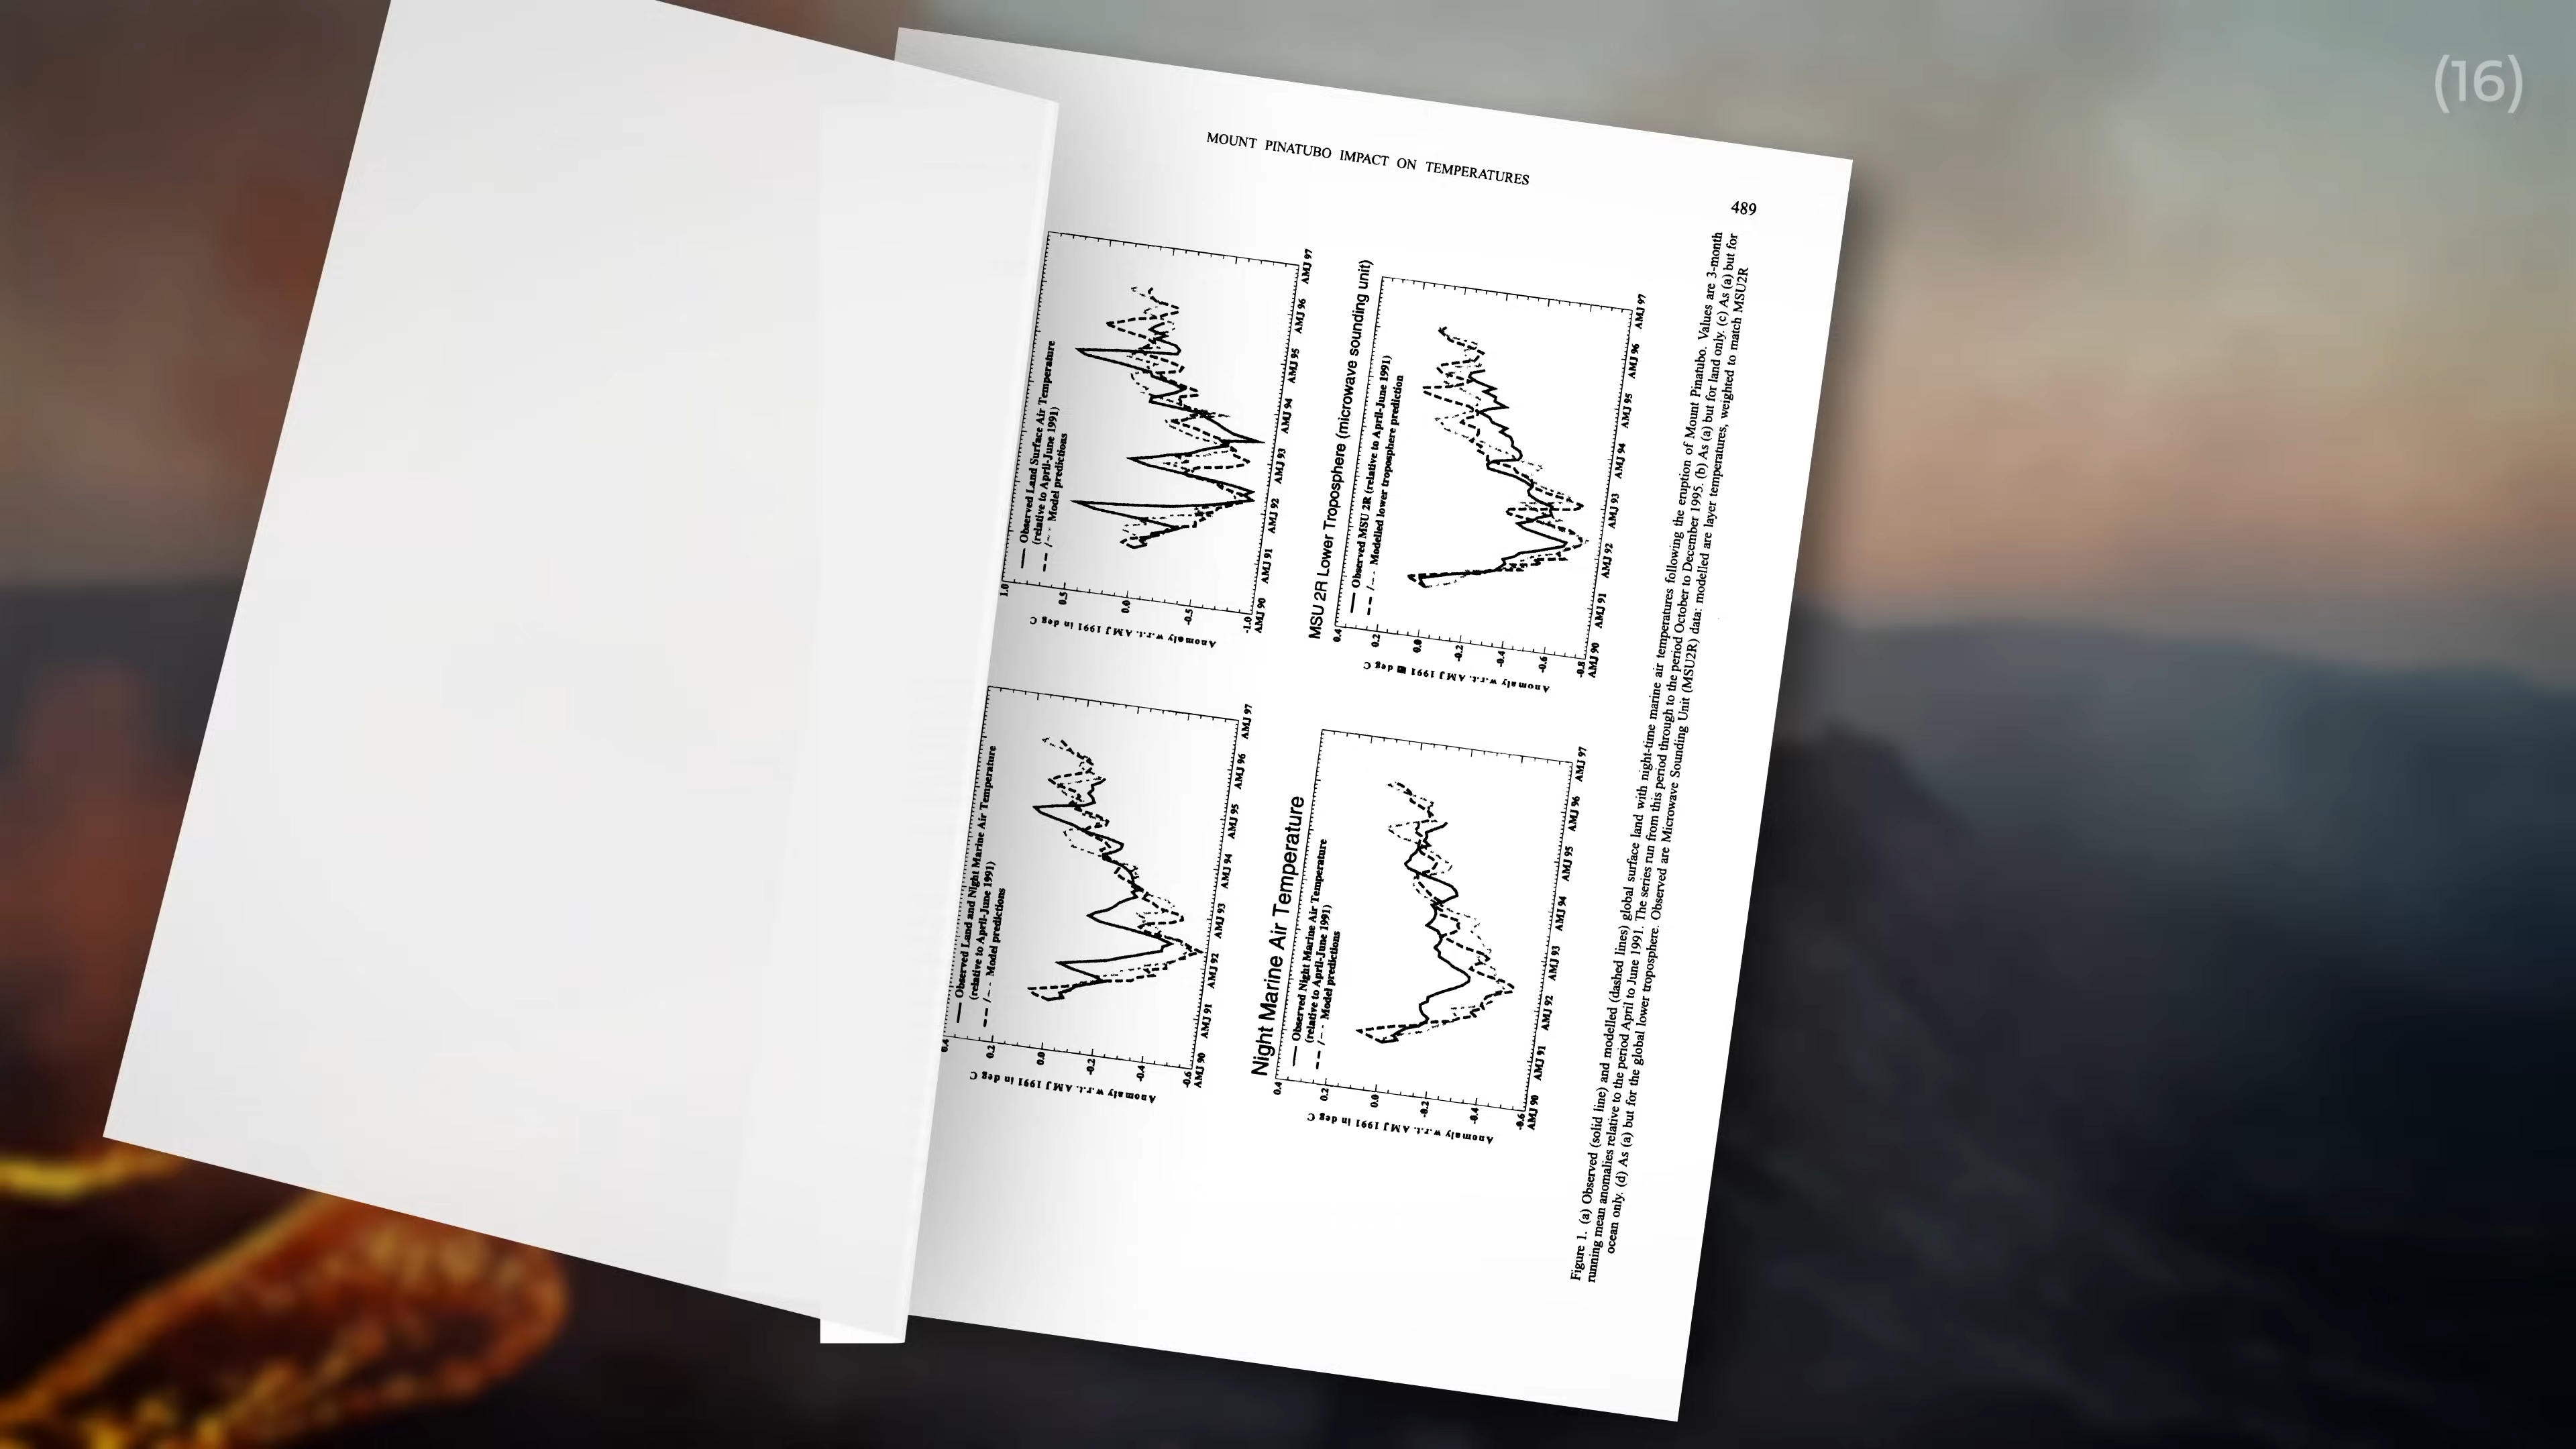 (16)
MOUNT PINATUBO IMPACT ON TEMPERATURES
489
Observed Land and Night Marine Air Temperature
(relative to April-June 1991)
Model predictions
Anomaly w.r.t. AMJ 1991 in deg C
0.4
0.2
0.0
-0.2
-0.4
-0.6
AMJ 90
AMJ 91
AMJ 92
AMJ 93
AMJ 94
AMJ 95
AMJ 96
AMJ 97
Observed Land Surface Air Temperature
(relative to April-June 1991)
Model predictions
Anomaly w.r.t. AMJ 1991 in deg C
1.0
0.5
0.0
-0.5
-1.0
AMJ 90
AMJ 91
AMJ 92
AMJ 93
AMJ 94
AMJ 95
AMJ 96
AMJ 97
Night Marine Air Temperature
Observed Night Marine Air Temperature
(relative to April-June 1991)
Model predictions
Anomaly w.r.t. AMJ 1991 in deg C
0.4
0.2
0.0
-0.2
-0.4
-0.6
AMJ 90
AMJ 91
AMJ 92
AMJ 93
AMJ 94
AMJ 95
AMJ 96
AMJ 97
MSU 2R Lower Troposphere (microwave sounding unit)
Observed MSU 2R (relative to April-June 1991)
Modelled lower troposphere prediction
Anomaly w.r.t. AMJ 1991 deg C
0.4
0.2
0.0
-0.2
-0.4
-0.6
-0.8
AMJ 90
AMJ 91
AMJ 92
AMJ 93
AMJ 94
AMJ 95
AMJ 96
AMJ 97
Figure 1. (a) Observed (solid line) and modelled (dashed lines) global surface land with night-time marine air temperatures following the eruption of Mount Pinatubo. Values are 3-month
running mean anomalies relative to the period April to June 1991. The series run from this period through to the period October to December 1995. (b) As (a) but for land only. (c) As (a) but for
ocean only. (d) As (a) but for the global lower troposphere. Observed are Microwave Sounding Unit (MSU2R) data: modelled are layer temperatures, weighted to match MSU2R